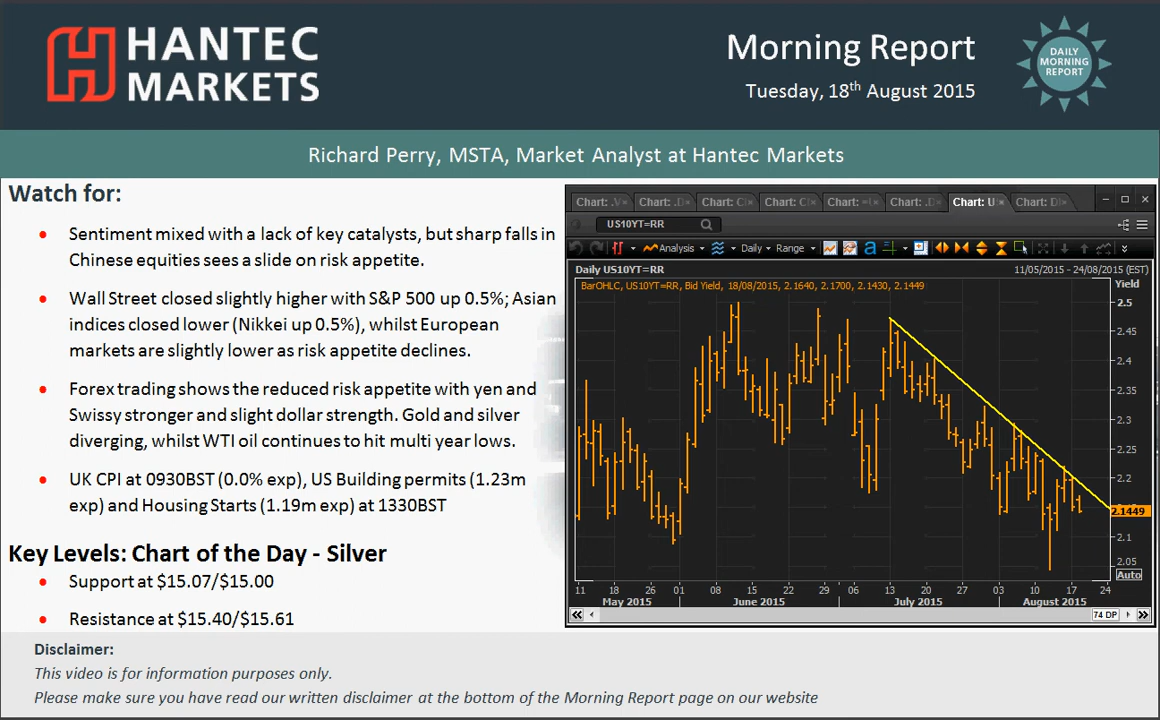 HANTEC
MARKETS
Morning Report
Tuesday, 18th August 2015
DAILY
MORNING
REPORT
Richard Perry, MSTA, Market Analyst at Hantec Markets
Watch for:
Sentiment mixed with a lack of key catalysts, but sharp falls in
Chinese equities sees a slide on risk appetite.
Wall Street closed slightly higher with S&P 500 up 0.5%; Asian
indices closed lower (Nikkei up 0.5%), whilst European
markets are slightly lower as risk appetite declines.
Forex trading shows the reduced risk appetite with yen and
Swissy stronger and slight dollar strength. Gold and silver
diverging, whilst WTI oil continues to hit multi year lows.
UK CPI at 0930BST (0.0% exp), US Building permits (1.23m
exp) and Housing Starts (1.19m exp) at 1330BST
Key Levels: Chart of the Day - Silver
Support at $15.07/$15.00
Resistance at $15.40/$15.61
Chart: .V Chart: .D Chart: C Chart: C Chart: Chart: .D Chart: U Chart: D
US10YT=RR
Analysis Daily Range
Daily US10YT=RR 11/05/2015 - 24/08/2015 (EST)
BarOHLC, US10YT=RR, Bid Yield, 18/08/2015, 2.1640, 2.1700, 2.1430, 2.1449
Yield
2.5
2.45
2.4
2.35
2.3
2.25
2.2
2.1449
2.1
2.05
Auto
11 18 26 01 08 15 22 29 06 13 20 27 03 10 17 24
May 2015 June 2015 July 2015 August 2015
74 DP
Disclaimer:
This video is for information purposes only.
Please make sure you have read our written disclaimer at the bottom of the Morning Report page on our website